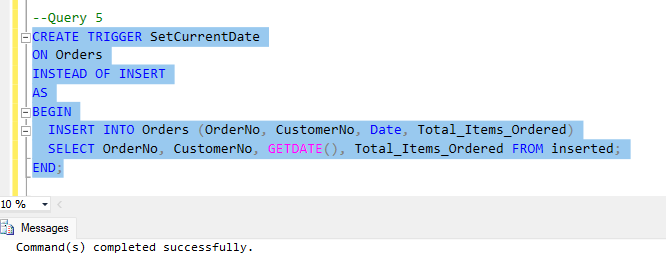 --Query 5
CREATE TRIGGER SetCurrentDate
ON Orders
INSTEAD OF INSERT
AS
BEGIN
INSERT INTO Orders (OrderNo, CustomerNo, Date, Total_Items_Ordered)
SELECT OrderNo, CustomerNo, GETDATE(), Total_Items_Ordered FROM inserted;
END;
10 %
Messages
Command(s) completed successfully.